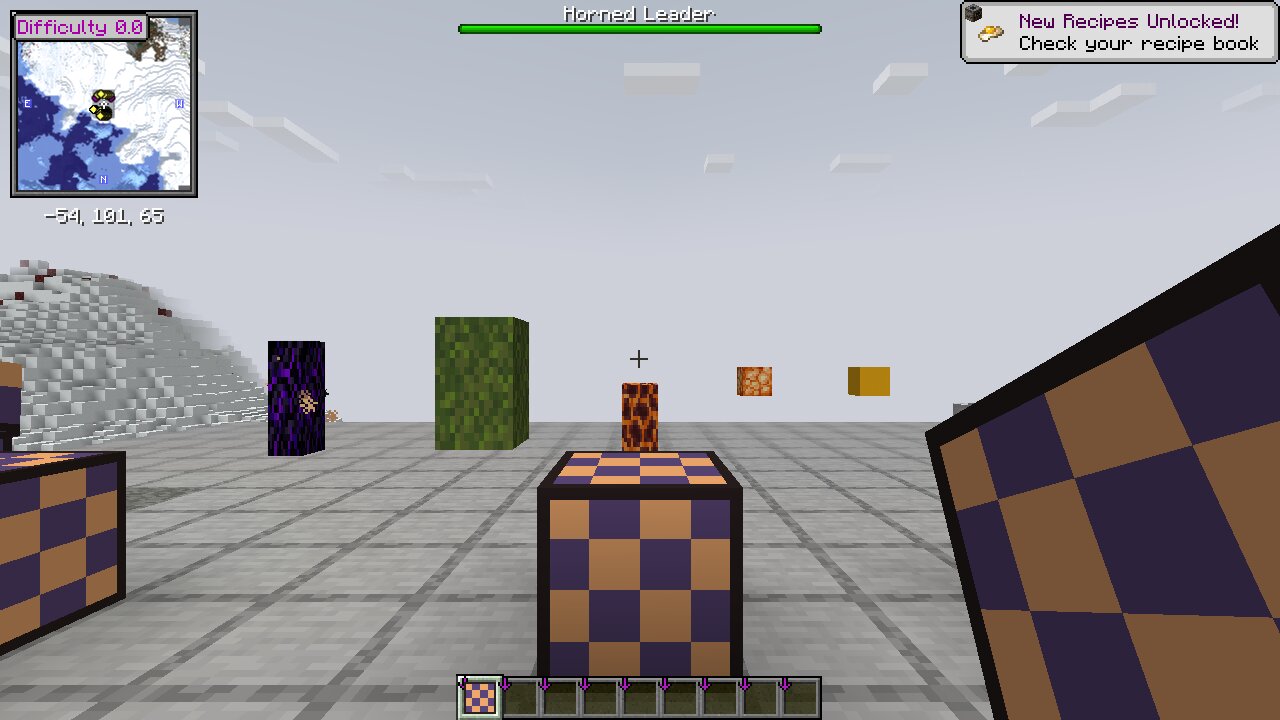 Difficulty 0.0
E
W
N
-54, 101, 65
Horned Leader
New Recipes Unlocked!
Check your recipe book